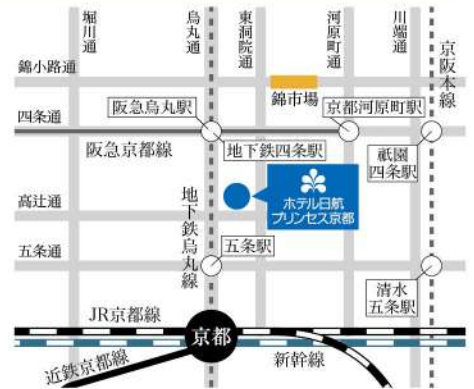 堀川通
烏丸通
東洞院通
河原町通
川端通
京阪本線
錦小路通
錦市場
四条通
阪急烏丸駅
京都河原町駅
阪急京都線
地下鉄四条駅
祇園
四条駅
高辻通
地下鉄烏丸線
ホテル日航
プリンセス京都
五条通
五条駅
清水
五条駅
JR京都線
京都
近鉄京都線
新幹線